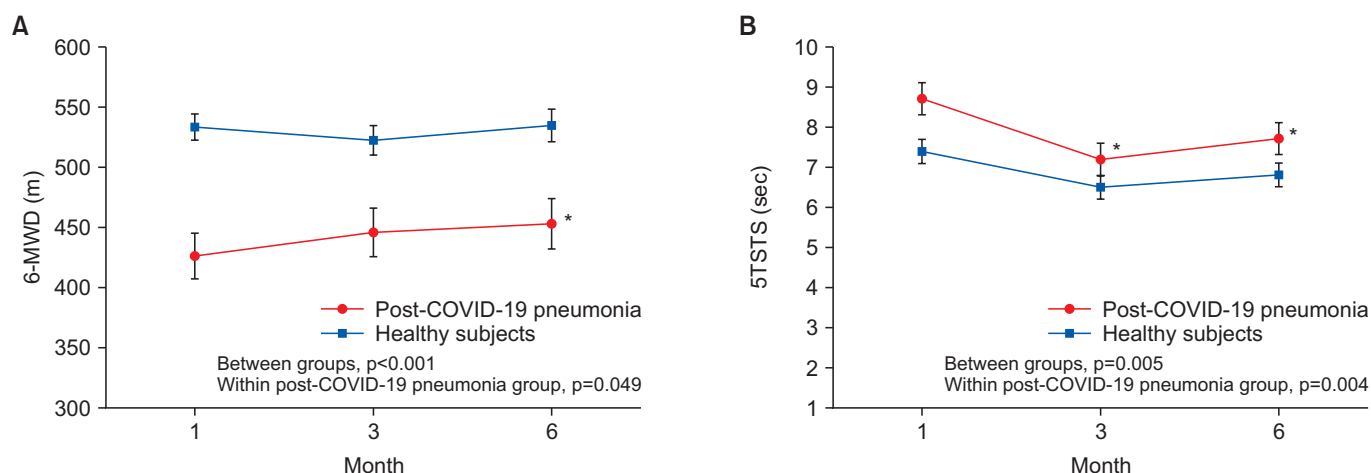 A
600
550
500
450
400
350
300
6-MWD (m)
*
Post-COVID-19 pneumonia
Healthy subjects
Between groups, p<0.001
Within post-COVID-19 pneumonia group, p=0.049
1 3 6
Month
B
10
9
8
7
6
5
4
3
2
1
5TSTS (sec)
* *
Post-COVID-19 pneumonia
Healthy subjects
Between groups, p=0.005
Within post-COVID-19 pneumonia group, p=0.004
1 3 6
Month